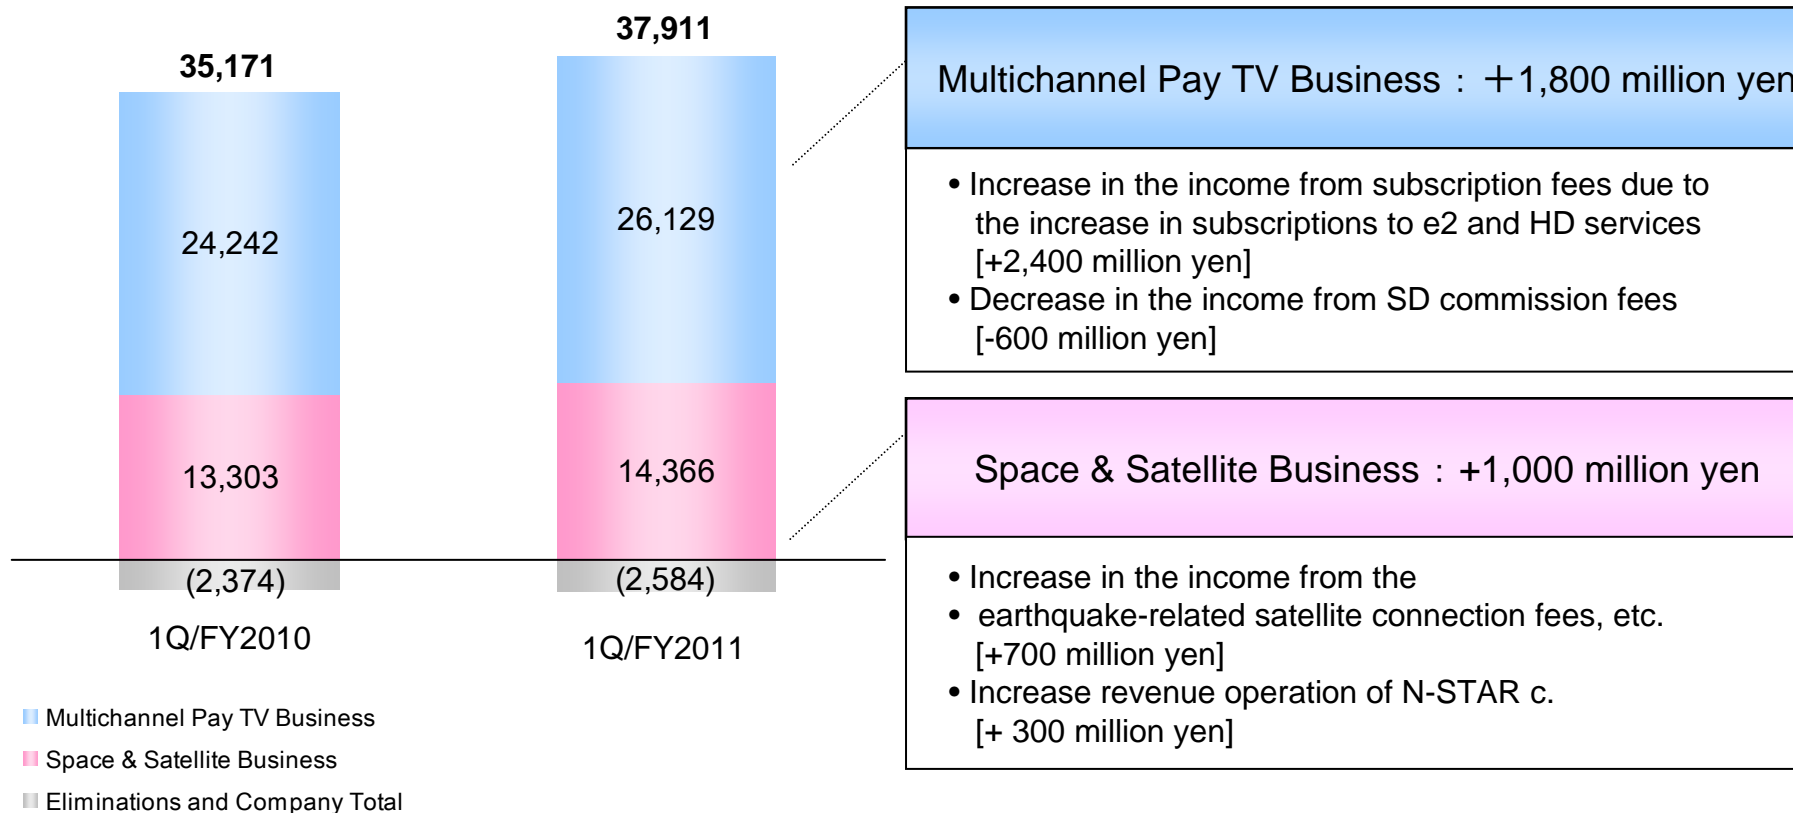 35,171
24,242
13,303
(2,374)
1Q/FY2010
37,911
26,129
14,366
(2,584)
1Q/FY2011
Multichannel Pay TV Business
Space & Satellite Business
Eliminations and Company Total
Multichannel Pay TV Business : +1,800 million yen
• Increase in the income from subscription fees due to
the increase in subscriptions to e2 and HD services
[+2,400 million yen]
• Decrease in the income from SD commission fees
[-600 million yen]
Space & Satellite Business : +1,000 million yen
• Increase in the income from the
• earthquake-related satellite connection fees, etc.
[+700 million yen]
• Increase revenue operation of N-STAR c.
[+ 300 million yen]